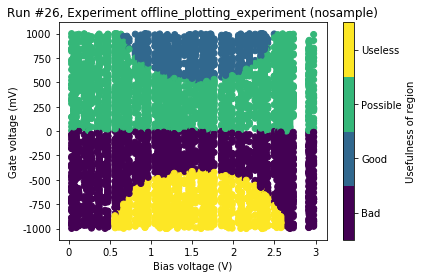 Run #26, Experiment offline_plotting_experiment (nosample)
1000
750
500
250
0
-250
-500
-750
-1000
Gate voltage (mV)
0
0.5
1
1.5
2
2.5
3
Bias voltage (V)
Useless
Possible
Good
Bad
Usefulness of region